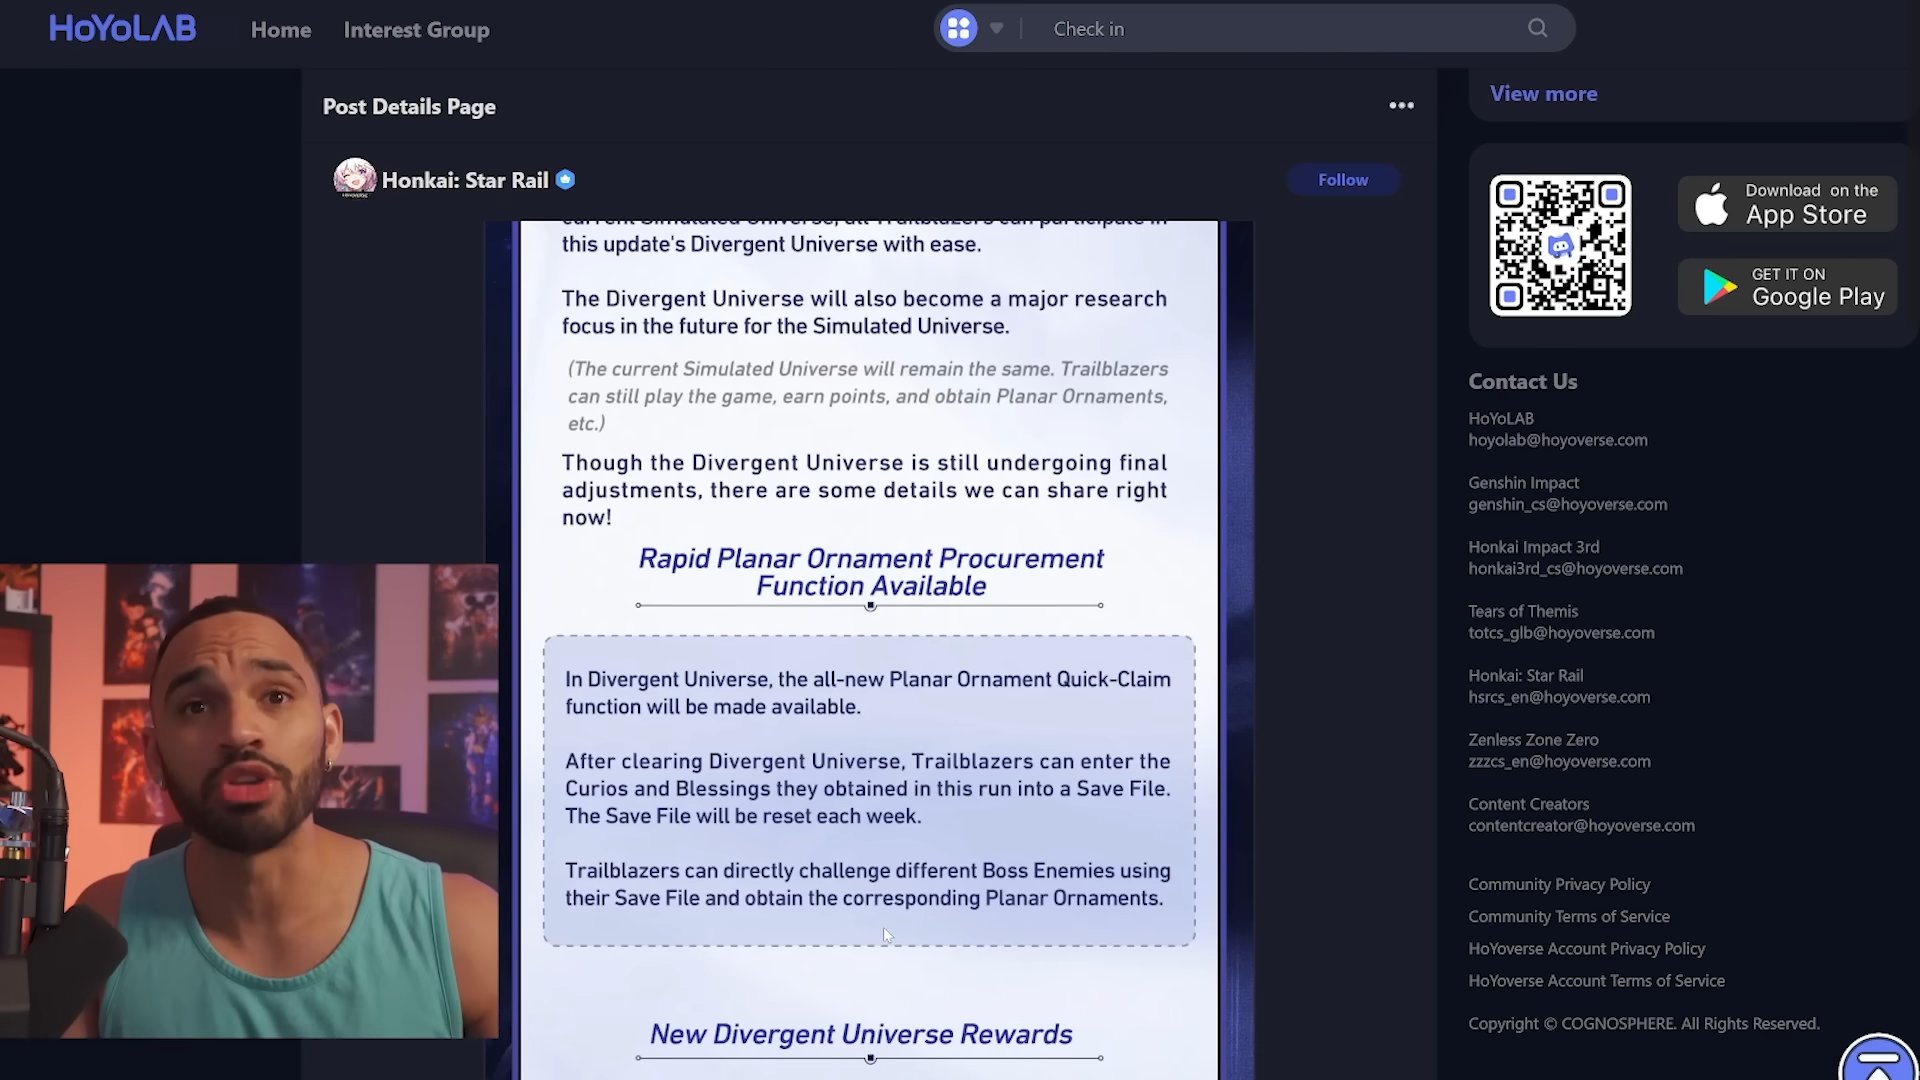 HoYoLAB
Home
Interest Group
Check in
Post Details Page
Honkai: Star Rail
Follow
current Simulated Universe, all Trailblazers can participate in
this update's Divergent Universe with ease.
The Divergent Universe will also become a major research
focus in the future for the Simulated Universe.
(The current Simulated Universe will remain the same. Trailblazers
can still play the game, earn points, and obtain Planar Ornaments,
etc.)
Though the Divergent Universe is still undergoing final
adjustments, there are some details we can share right
now!
Rapid Planar Ornament Procurement
Function Available
In Divergent Universe, the all-new Planar Ornament Quick-Claim
function will be made available.
After clearing Divergent Universe, Trailblazers can enter the
Curios and Blessings they obtained in this run into a Save File.
The Save File will be reset each week.
Trailblazers can directly challenge different Boss Enemies using
their Save File and obtain the corresponding Planar Ornaments.
New Divergent Universe Rewards
View more
Download on the
App Store
GET IT ON
Google Play
Contact Us
HoYoLAB
hoyolab@hoyoverse.com
Genshin Impact
genshin_cs@hoyoverse.com
Honkai Impact 3rd
honkai3rd_cs@hoyoverse.com
Tears of Themis
totcs_glb@hoyoverse.com
Honkai: Star Rail
hsrcs_en@hoyoverse.com
Zenless Zone Zero
zzzcs_en@hoyoverse.com
Content Creators
contentcreator@hoyoverse.com
Community Privacy Policy
Community Terms of Service
HoYoverse Account Privacy Policy
HoYoverse Account Terms of Service
Copyright © COGNOSPHERE. All Rights Reserved.